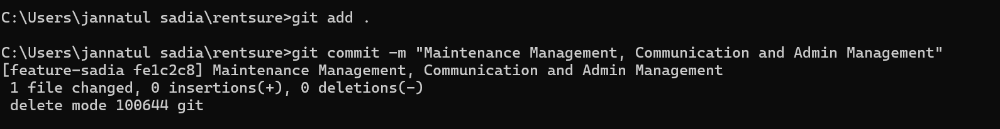 C:\Users\jannatul sadia\rentsure>git add .
C:\Users\jannatul sadia\rentsure>git commit -m "Maintenance Management, Communication and Admin Management"
[feature-sadia fe1c2c8] Maintenance Management, Communication and Admin Management
 1 file changed, 0 insertions(+), 0 deletions(-)
 delete mode 100644 git